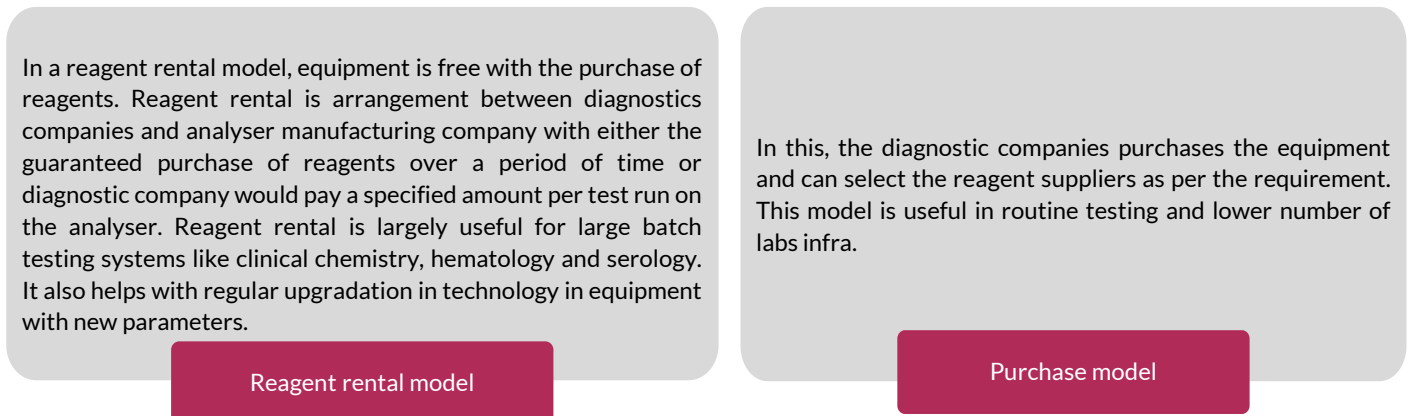 In a reagent rental model, equipment is free with the purchase of
reagents. Reagent rental is arrangement between diagnostics
companies and analyser manufacturing company with either the
guaranteed purchase of reagents over a period of time or
diagnostic company would pay a specified amount per test run on
the analyser. Reagent rental is largely useful for large batch
testing systems like clinical chemistry, hematology and serology.
It also helps with regular upgradation in technology in equipment
with new parameters.
Reagent rental model
In this, the diagnostic companies purchases the equipment
and can select the reagent suppliers as per the requirement.
This model is useful in routine testing and lower number of
labs infra.
Purchase model